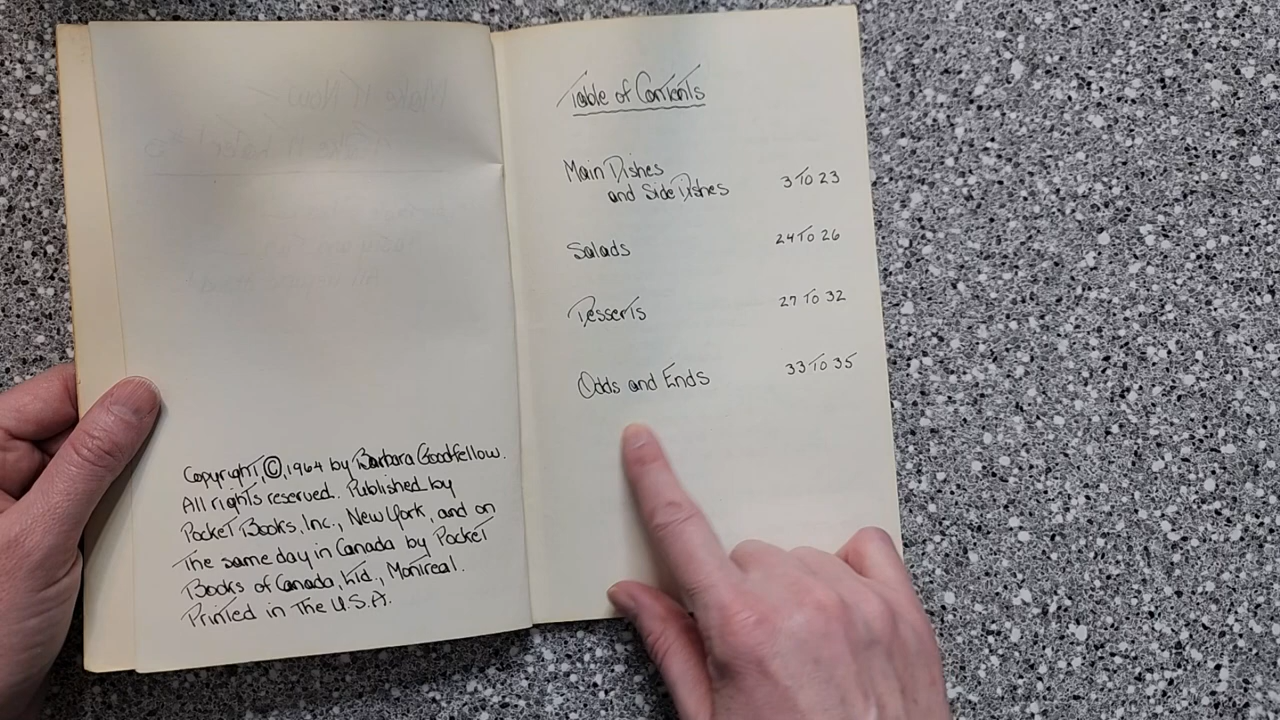 Copyright, ©, 1964 by Barbara Goodfellow.
All rights reserved. Published by
Pocket Books, Inc., New York, and on
The same day in Canada by Pocket
Books of Canada, Ltd., Montreal.
Printed in The U.S.A.
Table of Contents
Main Dishes
and Side Dishes 3 To 23
Salads 24 To 26
Desserts 27 To 32
Odds and Ends 33 To 35